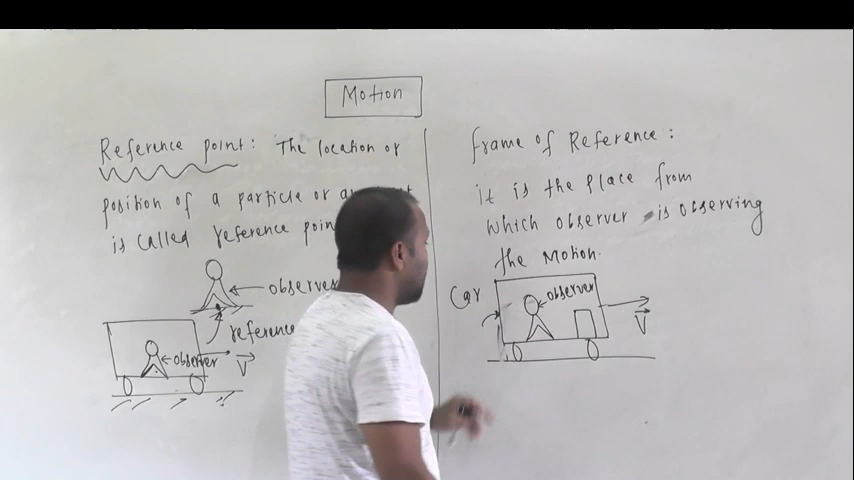 Motion
Reference point: The location or
position of a particle or an
is called reference poin
observer
reference
observer
V
frame of Reference:
it is the place from
which observer is observing
the Motion.
Car
observer
V